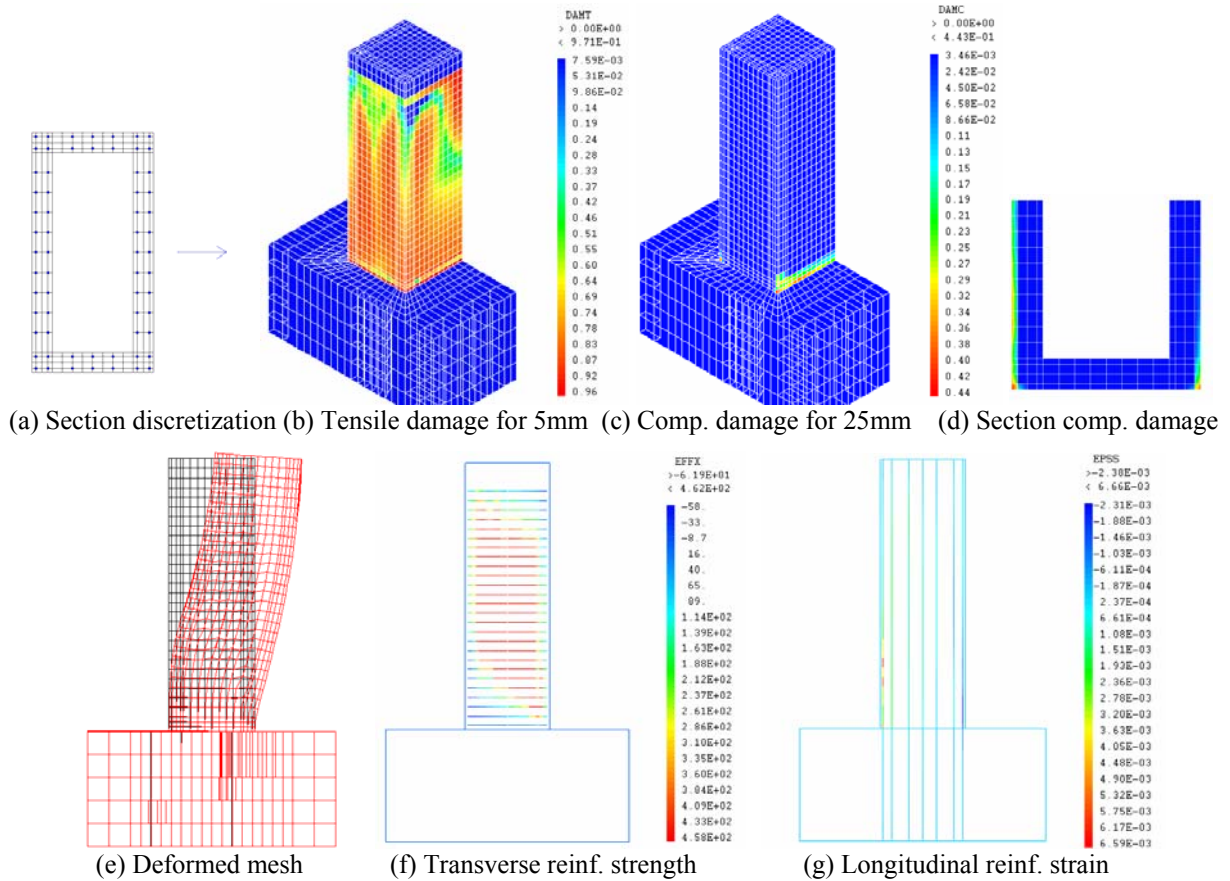 DAMT
> 0.00E+00
< 9.71E-01
7.59E-03
5.31E-02
9.86E-02
0.14
0.19
0.24
0.28
0.33
0.37
0.42
0.46
0.51
0.55
0.60
0.64
0.69
0.74
0.78
0.83
0.87
0.92
0.96
DAMC
> 0.00E+00
< 4.43E-01
3.46E-03
2.42E-02
4.50E-02
6.58E-02
8.66E-02
0.11
0.13
0.15
0.17
0.19
0.21
0.23
0.25
0.27
0.29
0.32
0.34
0.36
0.38
0.40
0.42
0.44
(a) Section discretization (b) Tensile damage for 5mm (c) Comp. damage for 25mm (d) Section comp. damage
EFFX
>-6.19E+01
< 4.62E+02
-58.
-33.
-8.7
16.
40.
65.
89.
1.14E+02
1.39E+02
1.63E+02
1.88E+02
2.12E+02
2.37E+02
2.61E+02
2.86E+02
3.10E+02
3.35E+02
3.60E+02
3.84E+02
4.09E+02
4.33E+02
4.58E+02
EPSS
>-2.38E-03
< 6.66E-03
-2.31E-03
-1.88E-03
-1.46E-03
-1.03E-03
-6.11E-04
-1.87E-04
2.37E-04
6.61E-04
1.08E-03
1.51E-03
1.93E-03
2.36E-03
2.78E-03
3.20E-03
3.63E-03
4.05E-03
4.48E-03
4.90E-03
5.32E-03
5.75E-03
6.17E-03
6.59E-03
(e) Deformed mesh (f) Transverse reinf. strength (g) Longitudinal reinf. strain